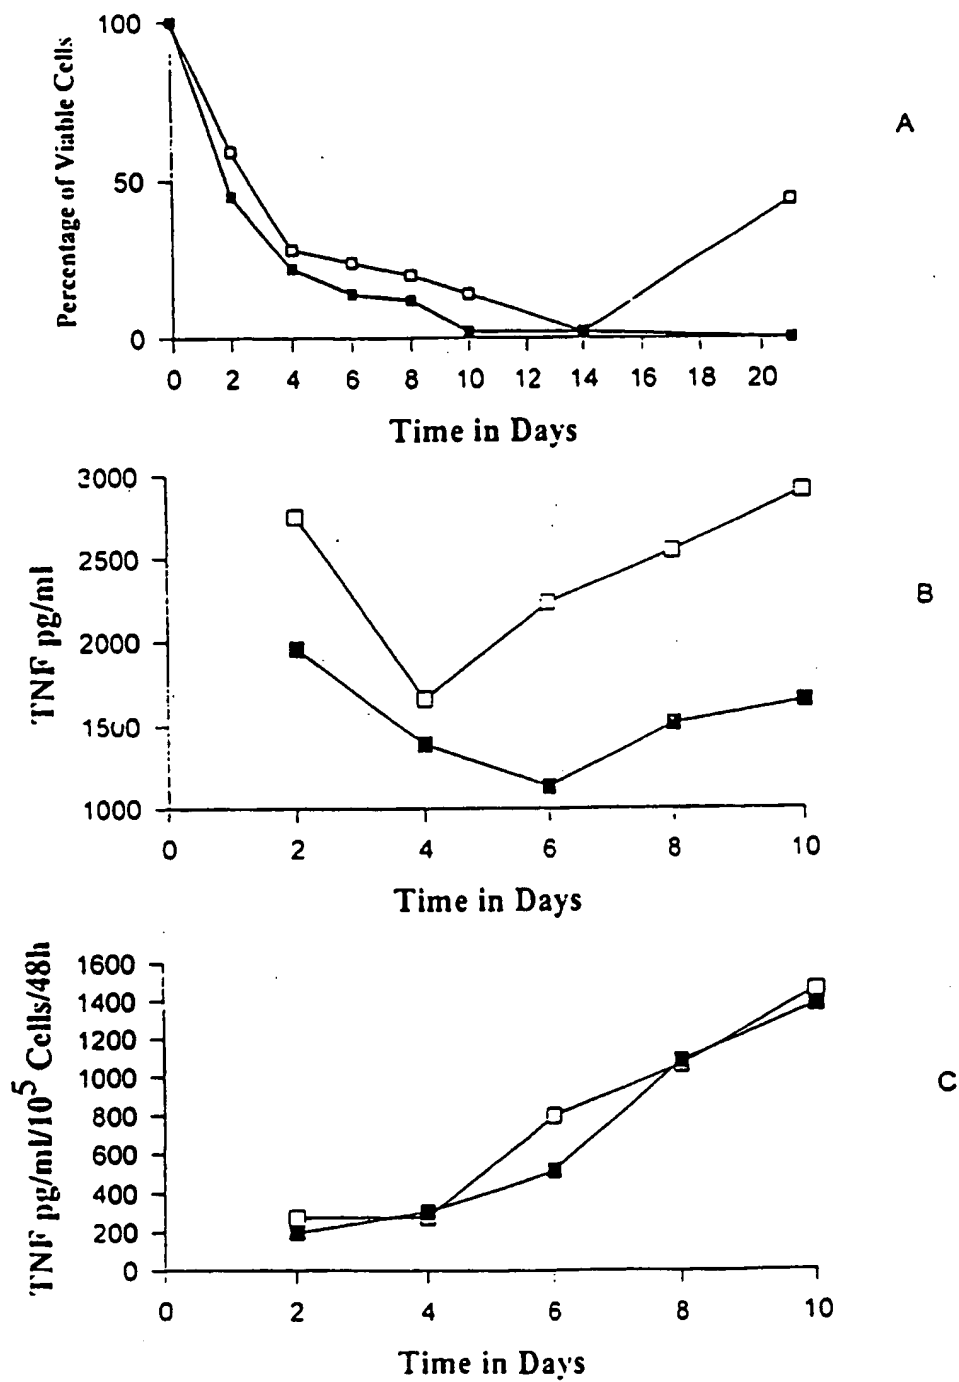 100
50
0
Percentage of Viable Cells
A
0 2 4 6 8 10 12 14 16 18 20
Time in Days
3000
2500
2000
1500
1000
TNF pg/ml
B
0 2 4 6 8 10
Time in Days
1600
1400
1200
1000
800
600
400
200
0
TNF pg/ml/10⁵ Cells/48h
C
0 2 4 6 8 10
Time in Days